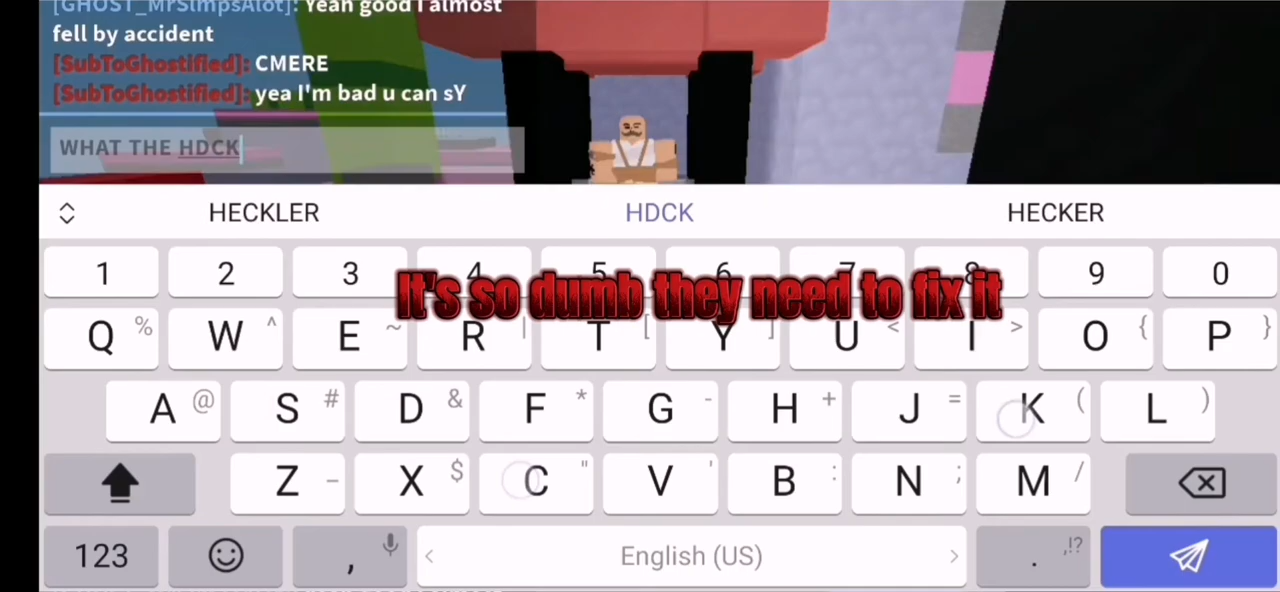 [GHOST_MrSimpsAlot]: Yeah good I almost
fell by accident
[SubToGhostified]: CMERE
[SubToGhostified]: yea I'm bad u can sY
WHAT THE HDCK
HECKLER HDCK HECKER
1 2 3 4 5 6 7 8 9 0
It's so dumb they need to fix it
Q % W ^ E ~ R | T [ Y ] U < I > O { P }
A @ S # D & F * G - H + J = K ( L )
Z _ X $ C " V ' B : N ; M /
123 , < English (US) > . ,!?